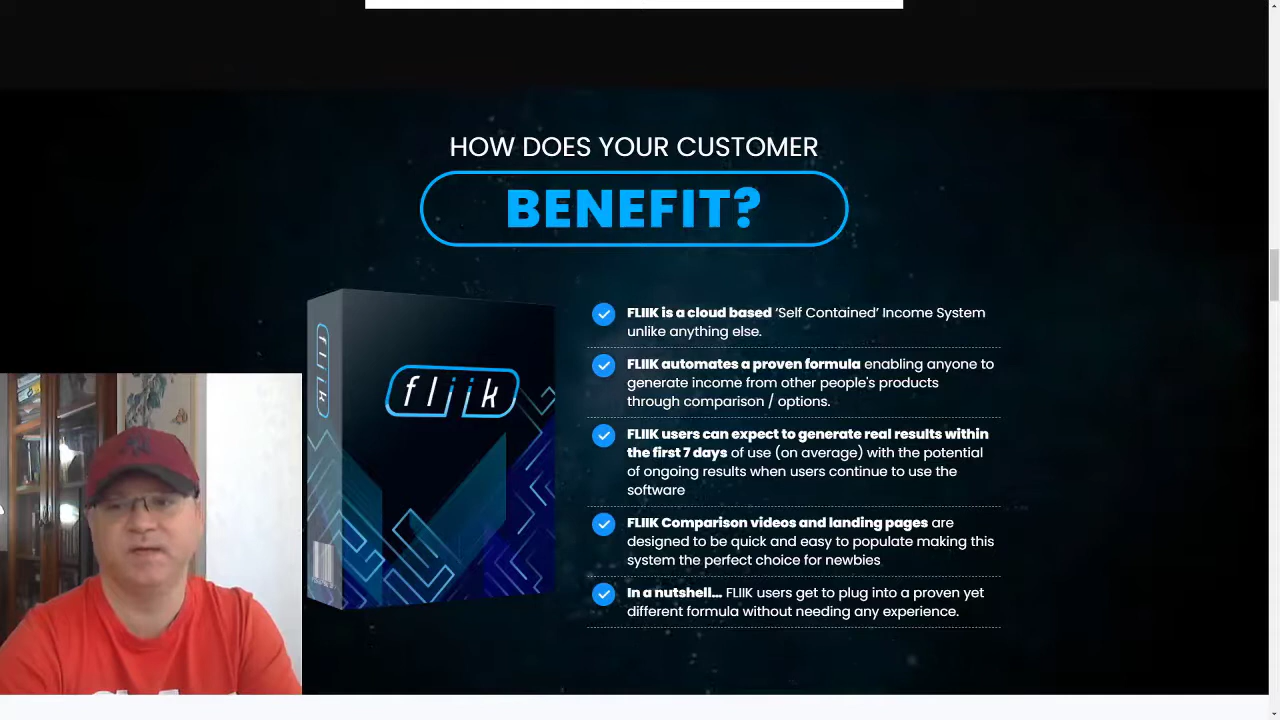 HOW DOES YOUR CUSTOMER
BENEFIT?
fliik
fliik
FLIIK is a cloud based ‘Self Contained’ Income System
unlike anything else.
FLIIK automates a proven formula enabling anyone to
generate income from other people's products
through comparison / options.
FLIIK users can expect to generate real results within
the first 7 days of use (on average) with the potential
of ongoing results when users continue to use the
software
FLIIK Comparison videos and landing pages are
designed to be quick and easy to populate making this
system the perfect choice for newbies
In a nutshell... FLIIK users get to plug into a proven yet
different formula without needing any experience.